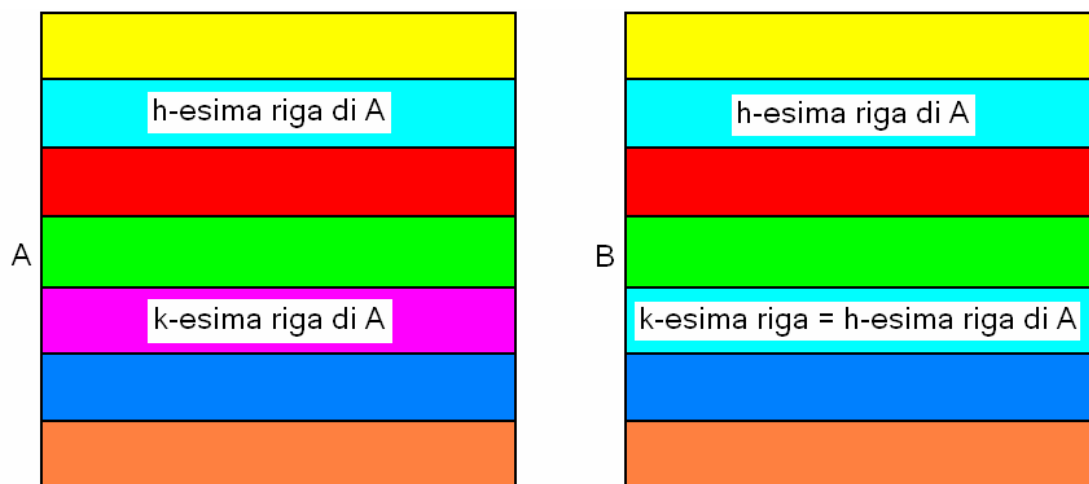 h-esima riga di A
h-esima riga di A
A
B
k-esima riga di A
k-esima riga = h-esima riga di A